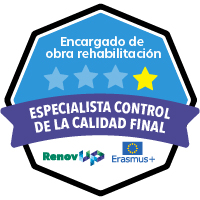 Encargado de
obra rehabilitación
ESPECIALISTA CONTROL
DE LA CALIDAD FINAL
RenovUp
Erasmus+